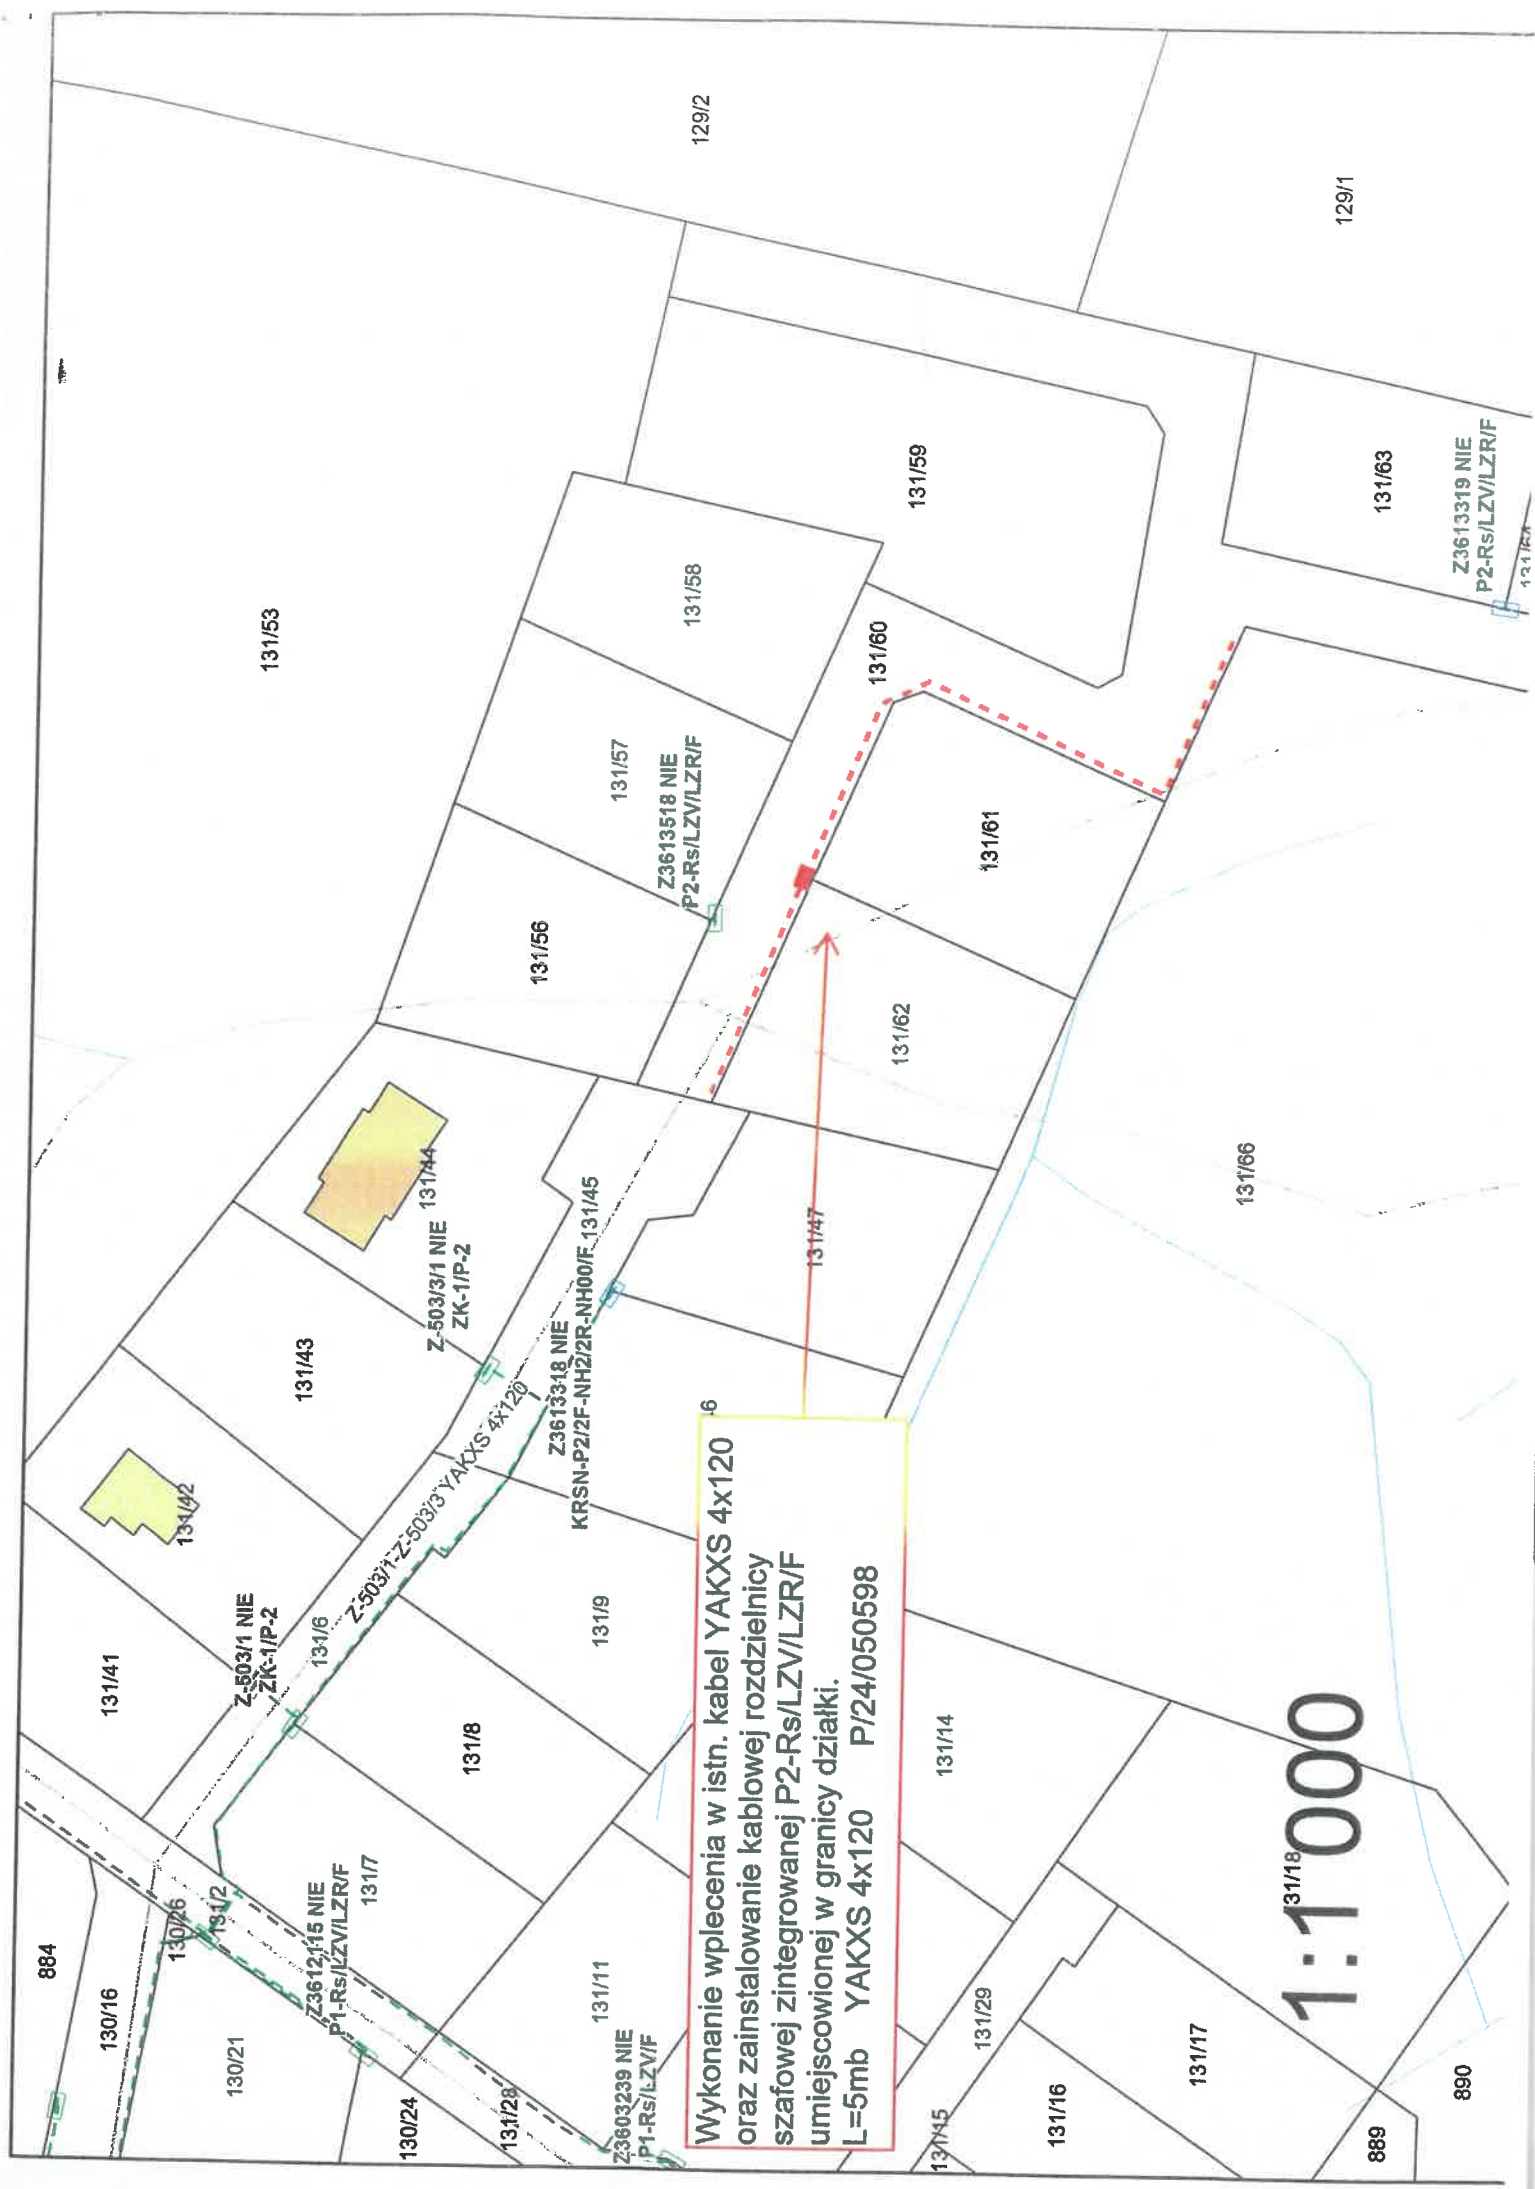 129/2
129/1
131/53
131/59
131/63
Z3613319 NIE
P2-Rs/LZV/LZR/F
131/58
131/60
131/57
Z3613518 NIE
P2-Rs/LZV/LZR/F
131/61
131/56
131/62
131/66
131/44
Z-503/3/1 NIE
ZK-1/P-2
131/45
131/47
Z3613318 NIE
KRSN-P2/2F-NH2/2R-NH00/F
131/43
131/42
Z-503/1-Z-503/3 YAKXS 4x120
Z-503/1 NIE
ZK-1/P-2
131/6
131/9
131/41
131/8
Wykonanie wplecenia w istn. kabel YAKXS 4x120
oraz zainstalowanie kablowej rozdzielnicy
szafowej zintegrowanej P2-Rs/LZV/LZR/F
umiejscowionej w granicy działki.
L=5mb YAKXS 4x120 P/24/050598
131/14
131/7
131/2
130/26
884
130/16
Z3612115 NIE
P1-Rs/LZV/LZR/F
130/21
131/11
130/24
131/28
Z3603239 NIE
P1-Rs/LZV/F
131/29
131/15
131/16
131/17
131/18
889
890
1:1 000